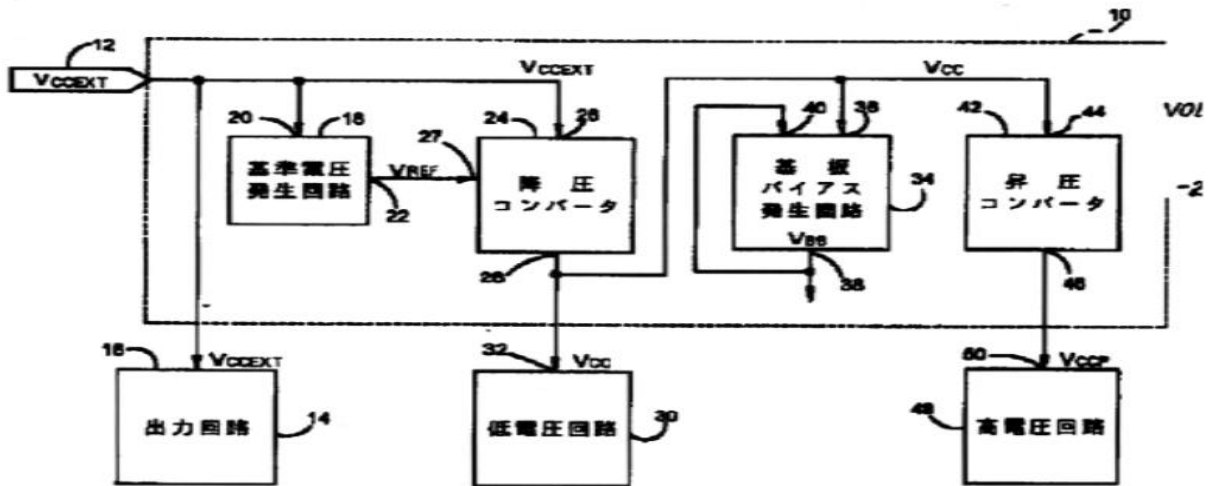 10
12
VCCEXT
VCCEXT
VCC
20
18
24
26
40
36
42
44
VOL
基準電圧
発生回路
VREF
27
22
降圧
コンバータ
基板
バイアス
発生回路
VBB
34
昇圧
コンバータ
-2
28
38
46
16
VCCEXT
32
VCC
50
VCCP
出力回路
14
低電圧回路
30
48
高電圧回路